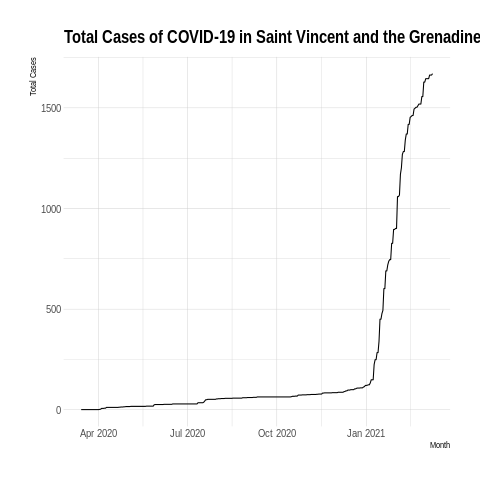 Total Cases of COVID-19 in Saint Vincent and the Grenadine
Total Cases
1500
1000
500
0
Apr 2020 Jul 2020 Oct 2020 Jan 2021
Month